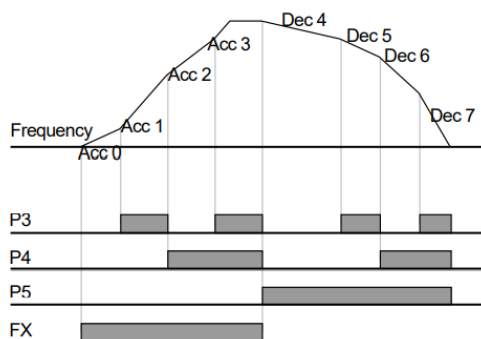 Dec 4
Dec 5
Acc 3
Dec 6
Acc 2
Dec 7
Acc 1
Frequency
Acc 0
P3
P4
P5
FX